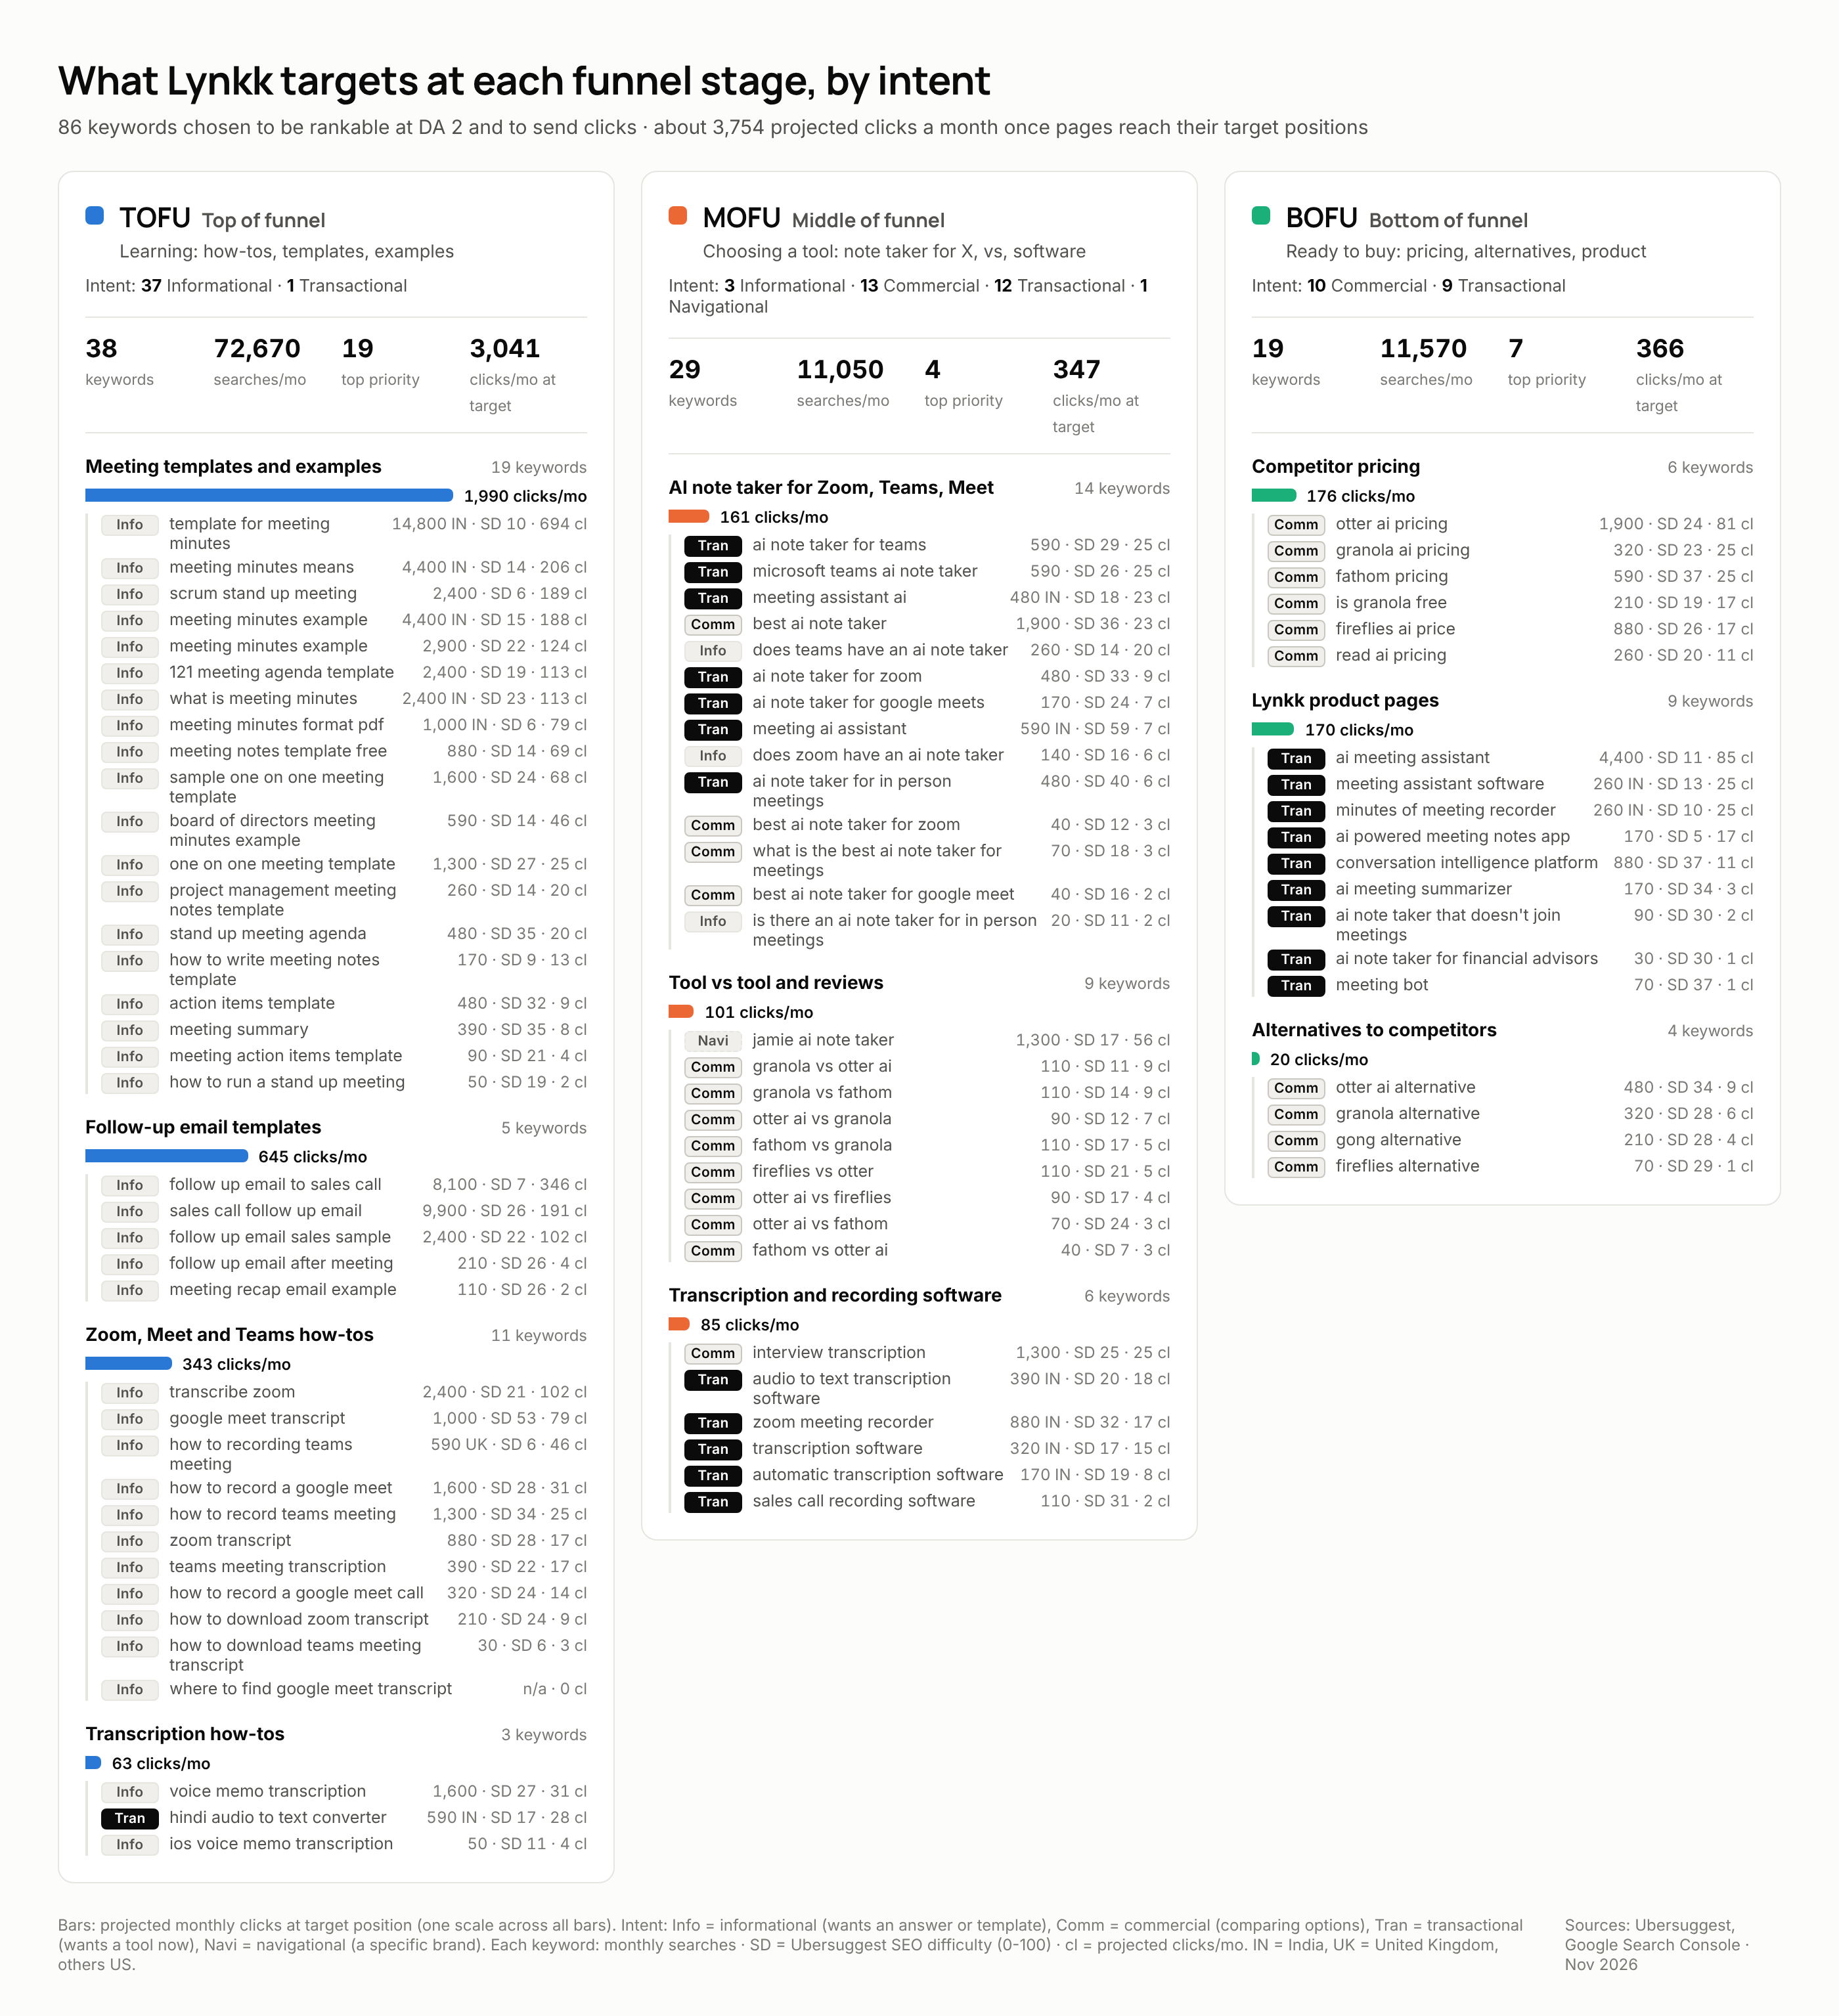 What Lynkk targets at each funnel stage, by intent
86 keywords chosen to be rankable at DA 2 and to send clicks · about 3,754 projected clicks a month once pages reach their target positions
TOFU Top of funnel
Learning: how-tos, templates, examples
Intent: 37 Informational · 1 Transactional
38 72,670 19 3,041
keywords searches/mo top priority clicks/mo at
target
Meeting templates and examples 19 keywords
1,990 clicks/mo
Info template for meeting 14,800 IN · SD 10 · 694 cl
minutes
Info meeting minutes means 4,400 IN · SD 14 · 206 cl
Info scrum stand up meeting 2,400 · SD 6 · 189 cl
Info meeting minutes example 4,400 IN · SD 15 · 188 cl
Info meeting minutes example 2,900 · SD 22 · 124 cl
Info 121 meeting agenda template 2,400 · SD 19 · 113 cl
Info what is meeting minutes 2,400 IN · SD 23 · 113 cl
Info meeting minutes format pdf 1,000 IN · SD 6 · 79 cl
Info meeting notes template free 880 · SD 14 · 69 cl
Info sample one on one meeting 1,600 · SD 24 · 68 cl
template
Info board of directors meeting 590 · SD 14 · 46 cl
minutes example
Info one on one meeting template 1,300 · SD 27 · 25 cl
Info project management meeting 260 · SD 14 · 20 cl
notes template
Info stand up meeting agenda 480 · SD 35 · 20 cl
Info how to write meeting notes 170 · SD 9 · 13 cl
template
Info action items template 480 · SD 32 · 9 cl
Info meeting summary 390 · SD 35 · 8 cl
Info meeting action items template 90 · SD 21 · 4 cl
Info how to run a stand up meeting 50 · SD 19 · 2 cl
Follow-up email templates 5 keywords
645 clicks/mo
Info follow up email to sales call 8,100 · SD 7 · 346 cl
Info sales call follow up email 9,900 · SD 26 · 191 cl
Info follow up email sales sample 2,400 · SD 22 · 102 cl
Info follow up email after meeting 210 · SD 26 · 4 cl
Info meeting recap email example 110 · SD 26 · 2 cl
Zoom, Meet and Teams how-tos 11 keywords
343 clicks/mo
Info transcribe zoom 2,400 · SD 21 · 102 cl
Info google meet transcript 1,000 · SD 53 · 79 cl
Info how to recording teams 590 UK · SD 6 · 46 cl
meeting
Info how to record a google meet 1,600 · SD 28 · 31 cl
Info how to record teams meeting 1,300 · SD 34 · 25 cl
Info zoom transcript 880 · SD 28 · 17 cl
Info teams meeting transcription 390 · SD 22 · 17 cl
Info how to record a google meet call 320 · SD 24 · 14 cl
Info how to download zoom transcript 210 · SD 24 · 9 cl
Info how to download teams meeting 30 · SD 6 · 3 cl
transcript
Info where to find google meet transcript n/a · 0 cl
Transcription how-tos 3 keywords
63 clicks/mo
Info voice memo transcription 1,600 · SD 27 · 31 cl
Tran hindi audio to text converter 590 IN · SD 17 · 28 cl
Info ios voice memo transcription 50 · SD 11 · 4 cl
MOFU Middle of funnel
Choosing a tool: note taker for X, vs, software
Intent: 3 Informational · 13 Commercial · 12 Transactional · 1
Navigational
29 11,050 4 347
keywords searches/mo top priority clicks/mo at
target
AI note taker for Zoom, Teams, Meet 14 keywords
161 clicks/mo
Tran ai note taker for teams 590 · SD 29 · 25 cl
Tran microsoft teams ai note taker 590 · SD 26 · 25 cl
Tran meeting assistant ai 480 IN · SD 18 · 23 cl
Comm best ai note taker 1,900 · SD 36 · 23 cl
Info does teams have an ai note taker 260 · SD 14 · 20 cl
Tran ai note taker for zoom 480 · SD 33 · 9 cl
Tran ai note taker for google meets 170 · SD 24 · 7 cl
Tran meeting ai assistant 590 IN · SD 59 · 7 cl
Info does zoom have an ai note taker 140 · SD 16 · 6 cl
Tran ai note taker for in person 480 · SD 40 · 6 cl
meetings
Comm best ai note taker for zoom 40 · SD 12 · 3 cl
Comm what is the best ai note taker for 70 · SD 18 · 3 cl
meetings
Comm best ai note taker for google meet 40 · SD 16 · 2 cl
Info is there an ai note taker for in person 20 · SD 11 · 2 cl
meetings
Tool vs tool and reviews 9 keywords
101 clicks/mo
Navi jamie ai note taker 1,300 · SD 17 · 56 cl
Comm granola vs otter ai 110 · SD 11 · 9 cl
Comm granola vs fathom 110 · SD 14 · 9 cl
Comm otter ai vs granola 90 · SD 12 · 7 cl
Comm fathom vs granola 110 · SD 17 · 5 cl
Comm fireflies vs otter 110 · SD 21 · 5 cl
Comm otter ai vs fireflies 90 · SD 17 · 4 cl
Comm otter ai vs fathom 70 · SD 24 · 3 cl
Comm fathom vs otter ai 40 · SD 7 · 3 cl
Transcription and recording software 6 keywords
85 clicks/mo
Comm interview transcription 1,300 · SD 25 · 25 cl
Tran audio to text transcription 390 IN · SD 20 · 18 cl
software
Tran zoom meeting recorder 880 IN · SD 32 · 17 cl
Tran transcription software 320 IN · SD 17 · 15 cl
Tran automatic transcription software 170 IN · SD 19 · 8 cl
Tran sales call recording software 110 · SD 31 · 2 cl
BOFU Bottom of funnel
Ready to buy: pricing, alternatives, product
Intent: 10 Commercial · 9 Transactional
19 11,570 7 366
keywords searches/mo top priority clicks/mo at
target
Competitor pricing 6 keywords
176 clicks/mo
Comm otter ai pricing 1,900 · SD 24 · 81 cl
Comm granola ai pricing 320 · SD 23 · 25 cl
Comm fathom pricing 590 · SD 37 · 25 cl
Comm is granola free 210 · SD 19 · 17 cl
Comm fireflies ai price 880 · SD 26 · 17 cl
Comm read ai pricing 260 · SD 20 · 11 cl
Lynkk product pages 9 keywords
170 clicks/mo
Tran ai meeting assistant 4,400 · SD 11 · 85 cl
Tran meeting assistant software 260 IN · SD 13 · 25 cl
Tran minutes of meeting recorder 260 IN · SD 10 · 25 cl
Tran ai powered meeting notes app 170 · SD 5 · 17 cl
Tran conversation intelligence platform 880 · SD 37 · 11 cl
Tran ai meeting summarizer 170 · SD 34 · 3 cl
Tran ai note taker that doesn't join 90 · SD 30 · 2 cl
meetings
Tran ai note taker for financial advisors 30 · SD 30 · 1 cl
Tran meeting bot 70 · SD 37 · 1 cl
Alternatives to competitors 4 keywords
20 clicks/mo
Comm otter ai alternative 480 · SD 34 · 9 cl
Comm granola alternative 320 · SD 28 · 6 cl
Comm gong alternative 210 · SD 28 · 4 cl
Comm fireflies alternative 70 · SD 29 · 1 cl
Bars: projected monthly clicks at target position (one scale across all bars). Intent: Info = informational (wants an answer or template), Comm = commercial (comparing options), Tran = transactional
(wants a tool now), Navi = navigational (a specific brand). Each keyword: monthly searches · SD = Ubersuggest SEO difficulty (0-100) · cl = projected clicks/mo. IN = India, UK = United Kingdom,
others US.
Sources: Ubersuggest,
Google Search Console ·
Nov 2026